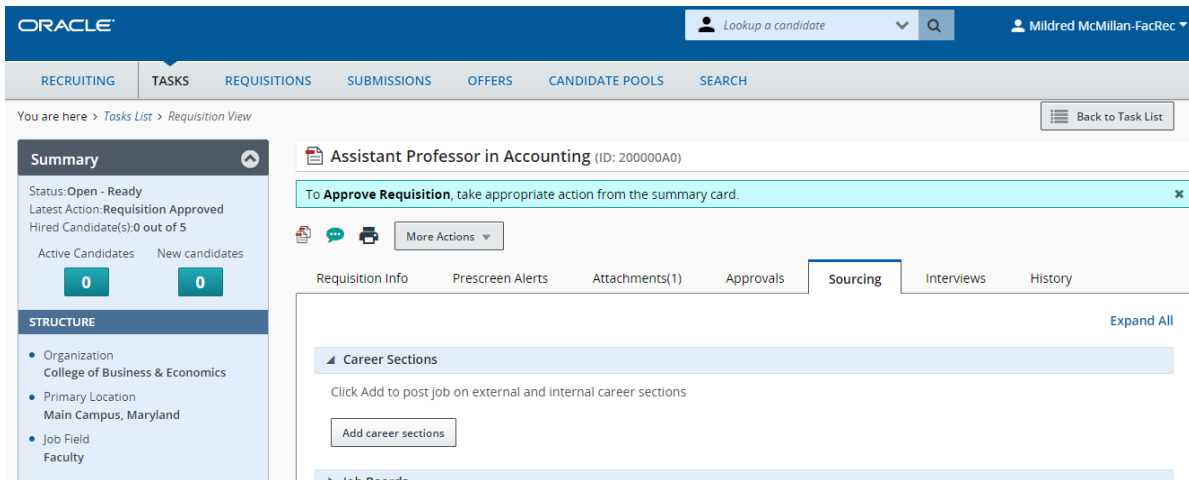 ORACLE
Lookup a candidate
Mildred McMillan-FacRec
RECRUITING TASKS REQUISITIONS SUBMISSIONS OFFERS CANDIDATE POOLS SEARCH
You are here > Tasks List > Requisition View
Back to Task List
Summary
Status:Open - Ready
Latest Action:Requisition Approved
Hired Candidate(s):0 out of 5
Active Candidates New candidates
0 0
STRUCTURE
Organization
College of Business & Economics
Primary Location
Main Campus, Maryland
Job Field
Faculty
Assistant Professor in Accounting (ID: 200000A0)
To Approve Requisition, take appropriate action from the summary card.
More Actions
Requisition Info Prescreen Alerts Attachments(1) Approvals Sourcing Interviews History
Expand All
Career Sections
Click Add to post job on external and internal career sections
Add career sections
Job Boards